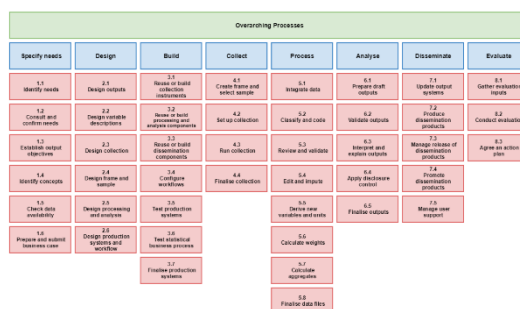 Overarching Processes
Specify needs
Design
Build
Collect
Process
Analyse
Disseminate
Evaluate
1.1
Identify needs
1.2
Consult and
confirm needs
1.3
Establish output
objectives
1.4
Identify concepts
1.5
Check data
availability
1.6
Prepare and submit
business case
2.1
Design outputs
2.2
Design variable
descriptions
2.3
Design collection
2.4
Design frame and
sample
2.5
Design processing
and analysis
2.6
Design production
systems and
workflow
3.1
Reuse or build
collection
instruments
3.2
Reuse or build
processing and
analysis components
3.3
Reuse or build
dissemination
components
3.4
Configure
workflows
3.5
Test production
systems
3.6
Test statistical
business process
3.7
Finalise production
systems
4.1
Create frame and
select sample
4.2
Set up collection
4.3
Run collection
4.4
Finalise collection
5.1
Integrate data
5.2
Classify and code
5.3
Review and validate
5.4
Edit and impute
5.5
Derive new
variables and units
5.6
Calculate weights
5.7
Calculate
aggregates
5.8
Finalise data files
6.1
Prepare draft
outputs
6.2
Validate outputs
6.3
Interpret and
explain outputs
6.4
Apply disclosure
control
6.5
Finalise outputs
7.1
Update output
systems
7.2
Produce
dissemination
products
7.3
Manage release of
dissemination
products
7.4
Promote
dissemination
products
7.5
Manage user
support
8.1
Gather evaluation
inputs
8.2
Conduct evaluation
8.3
Agree an action
plan